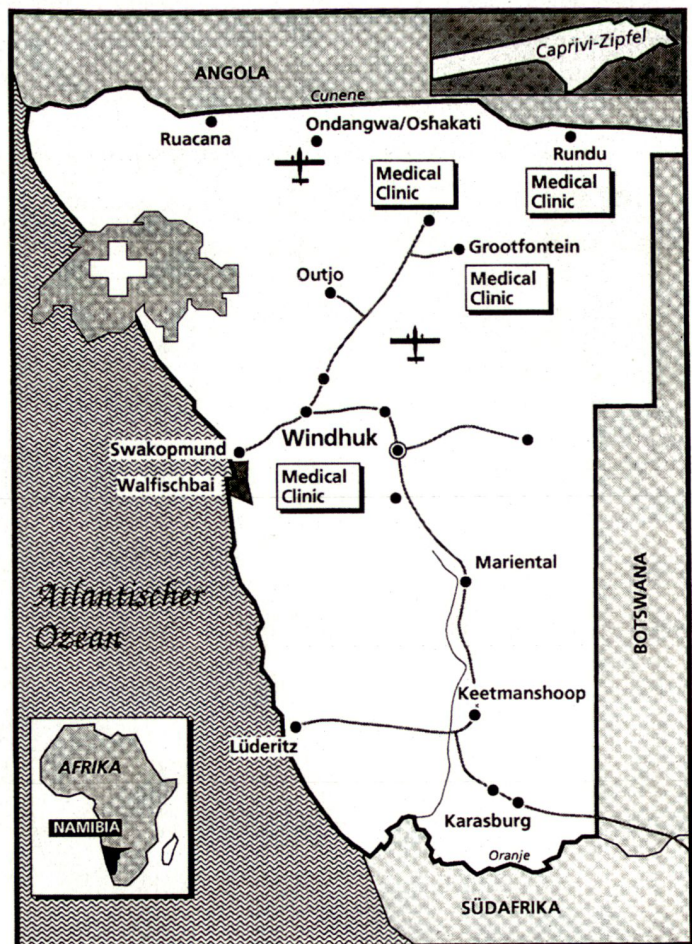 Caprivi-Zipfel
ANGOLA
Cunene
Ruacana
Ondangwa/Oshakati
Rundu
Medical
Clinic
Medical
Clinic
Grootfontein
Medical
Clinic
Outjo
Swakopmund
Windhuk
Walfischbai
Medical
Clinic
Mariental
BOTSWANA
Atlantischer
Ozean
Keetmanshoop
Lüderitz
AFRIKA
NAMIBIA
Karasburg
Oranje
SÜDAFRIKA